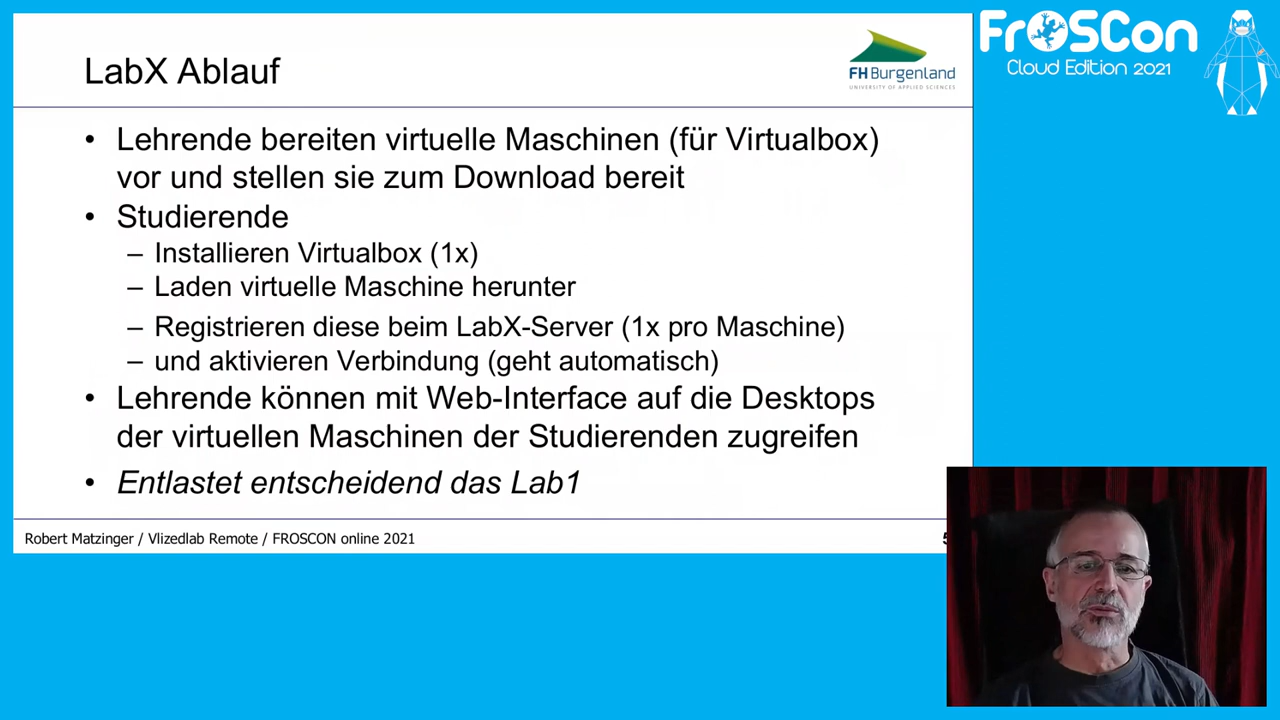 LabX Ablauf
FH Burgenland
UNIVERSITY OF APPLIED SCIENCES
FrOSCon
Cloud Edition 2021
• Lehrende bereiten virtuelle Maschinen (für Virtualbox)
vor und stellen sie zum Download bereit
• Studierende
– Installieren Virtualbox (1x)
– Laden virtuelle Maschine herunter
– Registrieren diese beim LabX-Server (1x pro Maschine)
– und aktivieren Verbindung (geht automatisch)
• Lehrende können mit Web-Interface auf die Desktops
der virtuellen Maschinen der Studierenden zugreifen
• Entlastet entscheidend das Lab1
Robert Matzinger / Vlizedlab Remote / FROSCON online 2021